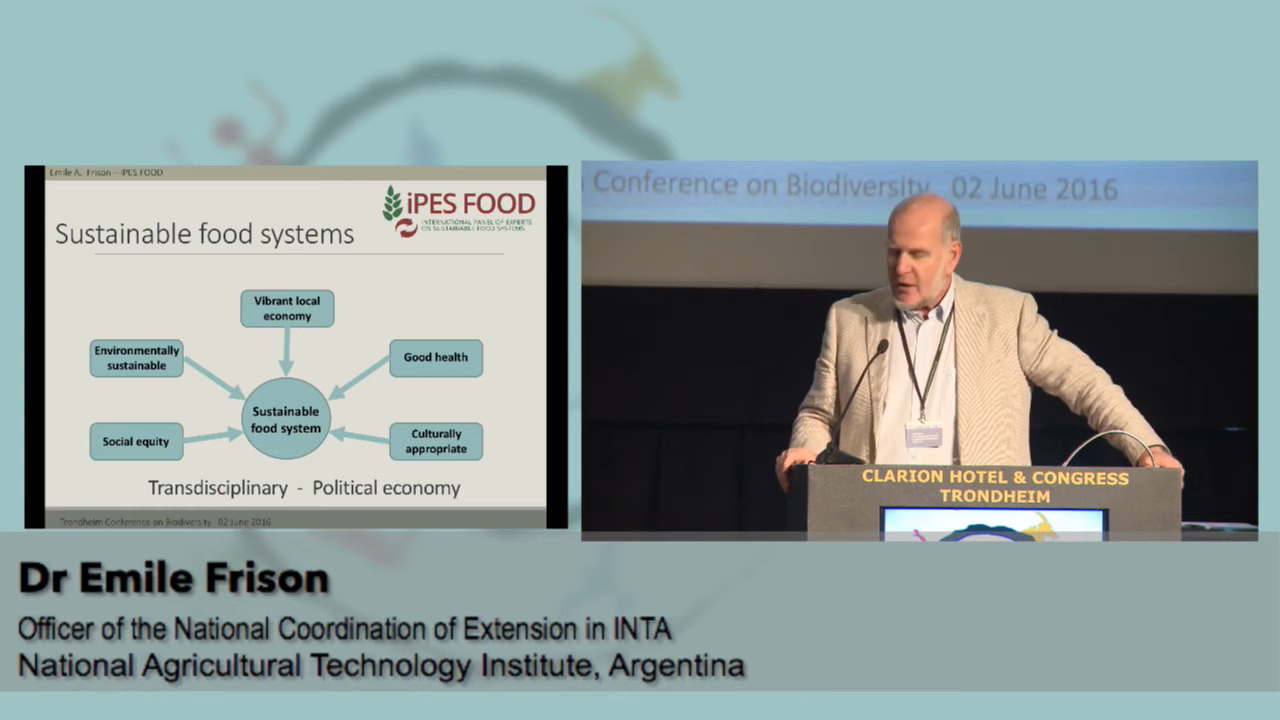 Emile A. Frison – IPES FOOD
iPES FOOD
INTERNATIONAL PANEL OF EXPERTS
ON SUSTAINABLE FOOD SYSTEMS
Sustainable food systems
Vibrant local
economy
Environmentally
sustainable
Good health
Sustainable
food system
Social equity
Culturally
appropriate
Transdisciplinary - Political economy
Trondheim Conference on Biodiversity 02 June 2016
Conference on Biodiversity 02 June 2016
CLARION HOTEL & CONGRESS
TRONDHEIM
Dr Emile Frison
Officer of the National Coordination of Extension in INTA
National Agricultural Technology Institute, Argentina